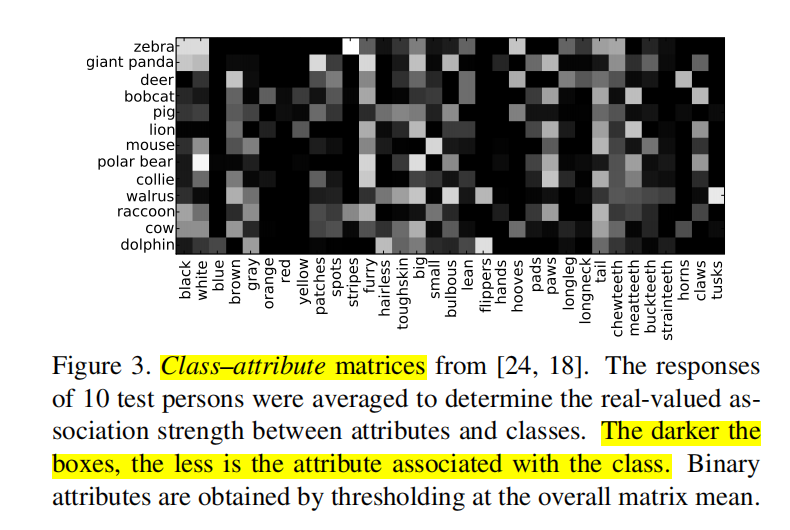 zebra
giant panda
deer
bobcat
pig
lion
mouse
polar bear
collie
walrus
raccoon
cow
dolphin
black
white
blue
brown
gray
orange
red
yellow
patches
spots
stripes
furry
hairless
toughskin
big
small
bulbous
lean
flippers
hands
hooves
pads
paws
longleg
longneck
tail
chewteeth
meatteeth
buckteeth
strainteeth
horns
claws
tusks
Figure 3. Class–attribute matrices from [24, 18]. The responses
of 10 test persons were averaged to determine the real-valued as-
sociation strength between attributes and classes. The darker the
boxes, the less is the attribute associated with the class. Binary
attributes are obtained by thresholding at the overall matrix mean.